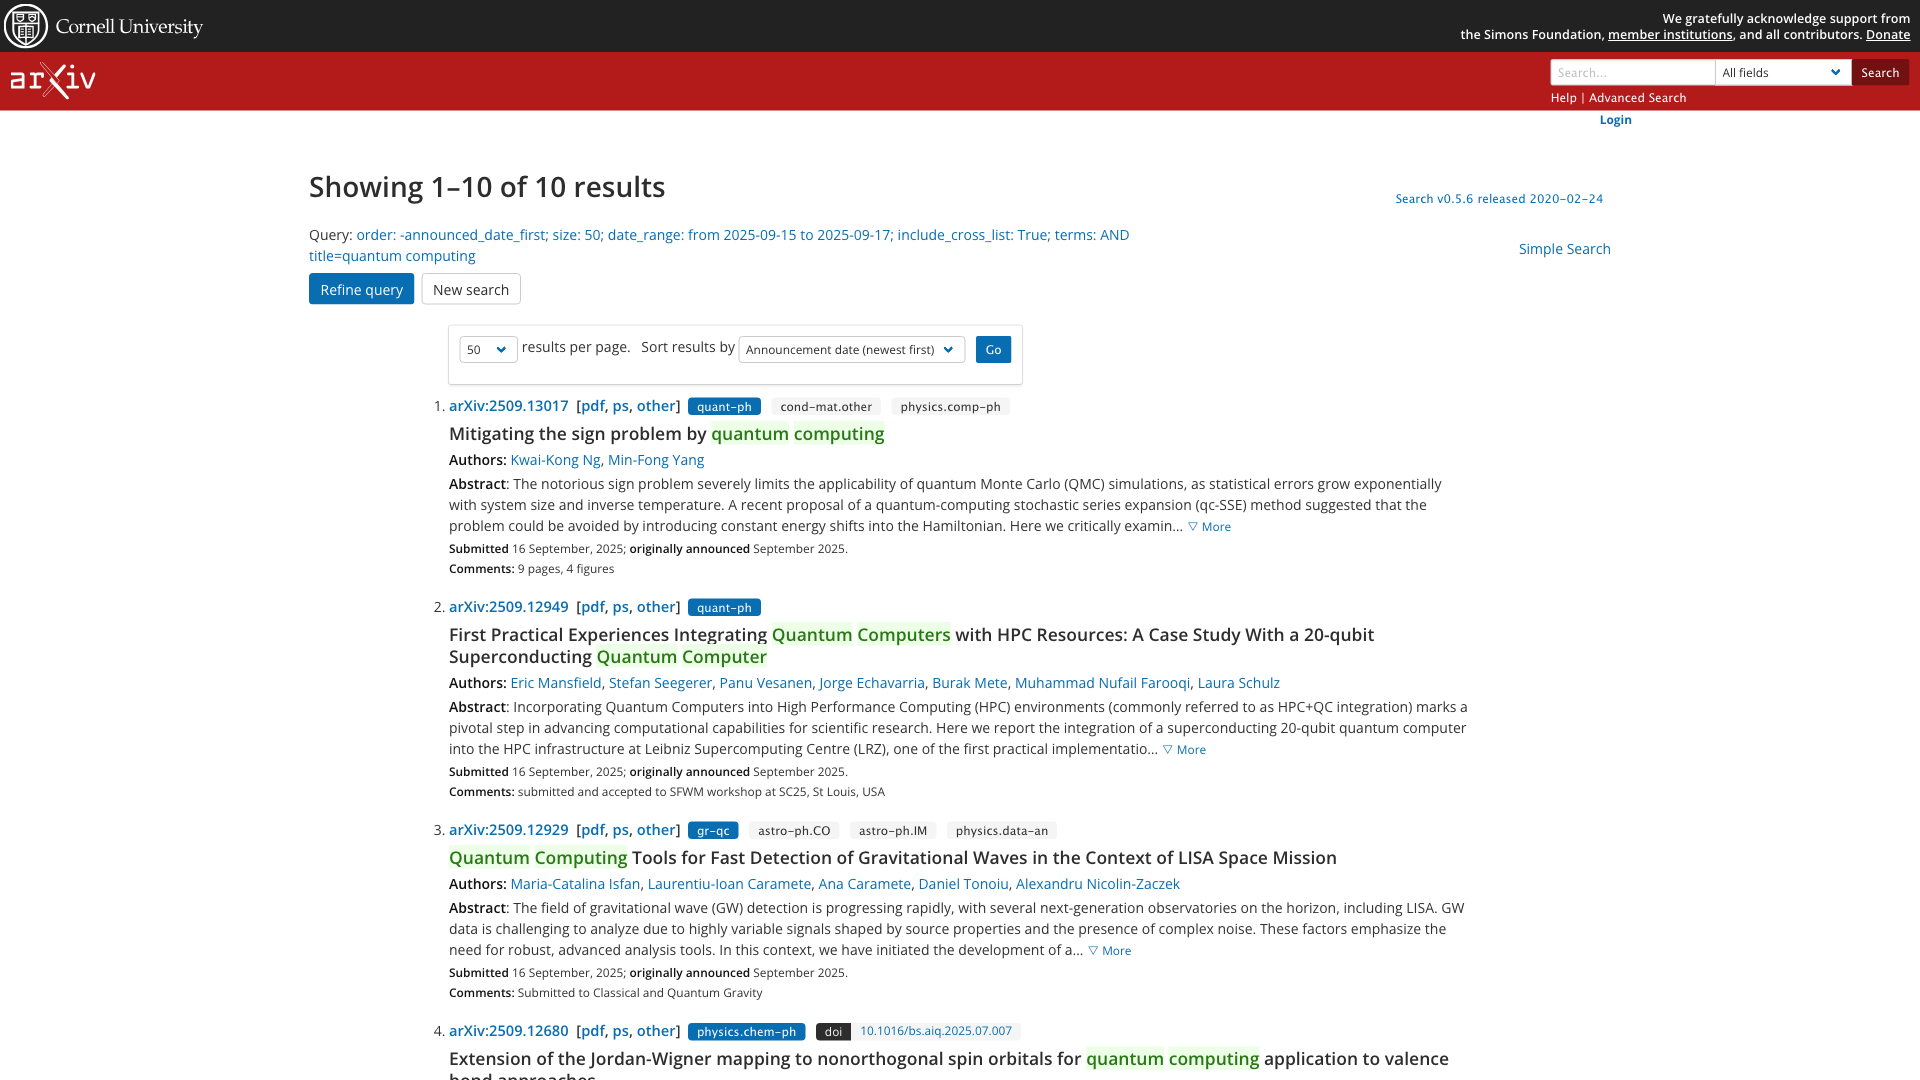 Cornell University
We gratefully acknowledge support from
the Simons Foundation, member institutions, and all contributors. Donate
arXiv
Search...
All fields
Search
Help | Advanced Search
Login
Showing 1–10 of 10 results
Search v0.5.6 released 2020-02-24
Query: order: -announced_date_first; size: 50; date_range: from 2025-09-15 to 2025-09-17; include_cross_list: True; terms: AND
title=quantum computing
Simple Search
Refine query
New search
50 results per page. Sort results by Announcement date (newest first) Go
1. arXiv:2509.13017 [pdf, ps, other] quant-ph cond-mat.other physics.comp-ph
Mitigating the sign problem by quantum computing
Authors: Kwai-Kong Ng, Min-Fong Yang
Abstract: The notorious sign problem severely limits the applicability of quantum Monte Carlo (QMC) simulations, as statistical errors grow exponentially
with system size and inverse temperature. A recent proposal of a quantum-computing stochastic series expansion (qc-SSE) method suggested that the
problem could be avoided by introducing constant energy shifts into the Hamiltonian. Here we critically examin... ▽ More
Submitted 16 September, 2025; originally announced September 2025.
Comments: 9 pages, 4 figures
2. arXiv:2509.12949 [pdf, ps, other] quant-ph
First Practical Experiences Integrating Quantum Computers with HPC Resources: A Case Study With a 20-qubit
Superconducting Quantum Computer
Authors: Eric Mansfield, Stefan Seegerer, Panu Vesanen, Jorge Echavarria, Burak Mete, Muhammad Nufail Farooqi, Laura Schulz
Abstract: Incorporating Quantum Computers into High Performance Computing (HPC) environments (commonly referred to as HPC+QC integration) marks a
pivotal step in advancing computational capabilities for scientific research. Here we report the integration of a superconducting 20-qubit quantum computer
into the HPC infrastructure at Leibniz Supercomputing Centre (LRZ), one of the first practical implementatio... ▽ More
Submitted 16 September, 2025; originally announced September 2025.
Comments: submitted and accepted to SFWM workshop at SC25, St Louis, USA
3. arXiv:2509.12929 [pdf, ps, other] gr-qc astro-ph.CO astro-ph.IM physics.data-an
Quantum Computing Tools for Fast Detection of Gravitational Waves in the Context of LISA Space Mission
Authors: Maria-Catalina Isfan, Laurentiu-Ioan Caramete, Ana Caramete, Daniel Tonoiu, Alexandru Nicolin-Zaczek
Abstract: The field of gravitational wave (GW) detection is progressing rapidly, with several next-generation observatories on the horizon, including LISA. GW
data is challenging to analyze due to highly variable signals shaped by source properties and the presence of complex noise. These factors emphasize the
need for robust, advanced analysis tools. In this context, we have initiated the development of a... ▽ More
Submitted 16 September, 2025; originally announced September 2025.
Comments: Submitted to Classical and Quantum Gravity
4. arXiv:2509.12680 [pdf, ps, other] physics.chem-ph doi 10.1016/bs.aiq.2025.07.007
Extension of the Jordan-Wigner mapping to nonorthogonal spin orbitals for quantum computing application to valence
bond approaches